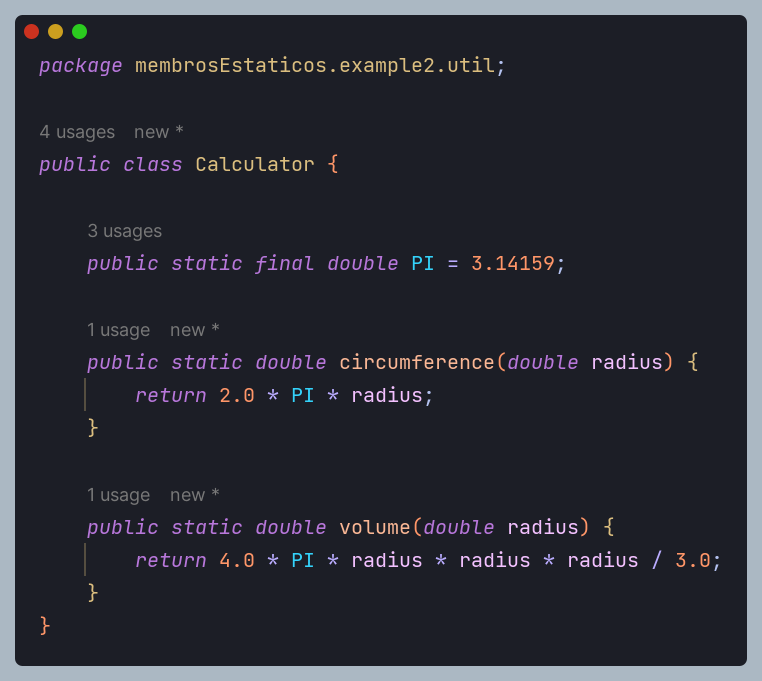 package membrosEstaticos.example2.util;
4 usages new *
public class Calculator {
3 usages
public static final double PI = 3.14159;
1 usage new *
public static double circumference(double radius) {
return 2.0 * PI * radius;
}
1 usage new *
public static double volume(double radius) {
return 4.0 * PI * radius * radius * radius / 3.0;
}
}